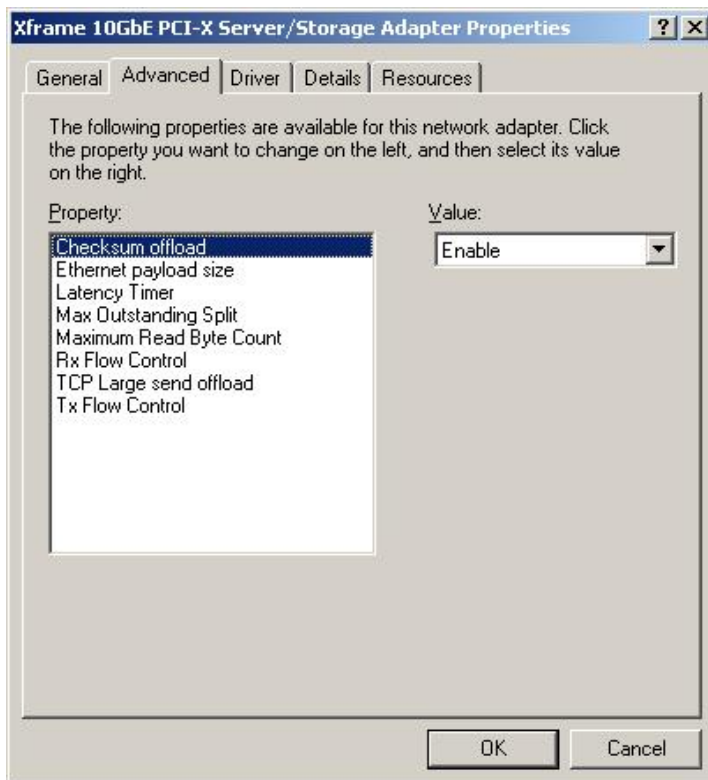 Xframe 10GbE PCI-X Server/Storage Adapter Properties
General Advanced Driver Details Resources
The following properties are available for this network adapter. Click
the property you want to change on the left, and then select its value
on the right.
Property: Value:
Checksum offload Enable
Ethernet payload size
Latency Timer
Max Outstanding Split
Maximum Read Byte Count
Rx Flow Control
TCP Large send offload
Tx Flow Control
OK Cancel